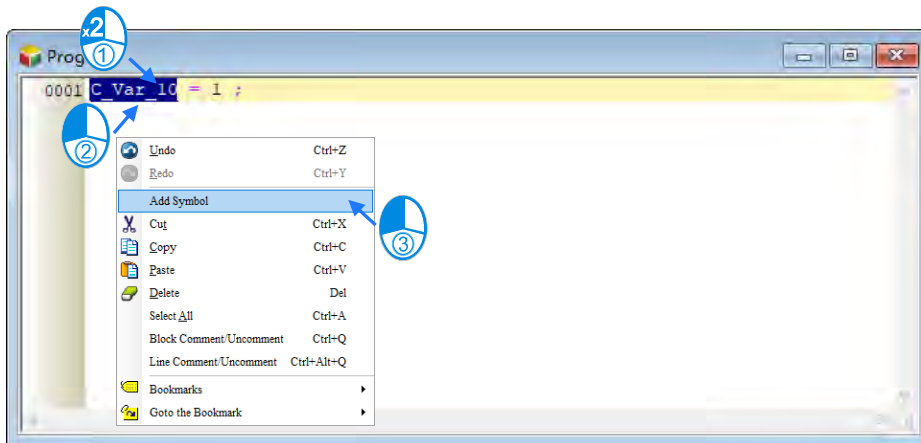 x2
①
Prog
0001 C_Var_10 = 1 ;
②
Undo Ctrl+Z
Redo Ctrl+Y
Add Symbol
③
Cut Ctrl+X
Copy Ctrl+C
Paste Ctrl+V
Delete Del
Select All Ctrl+A
Block Comment/Uncomment Ctrl+Q
Line Comment/Uncomment Ctrl+Alt+Q
Bookmarks
Goto the Bookmark